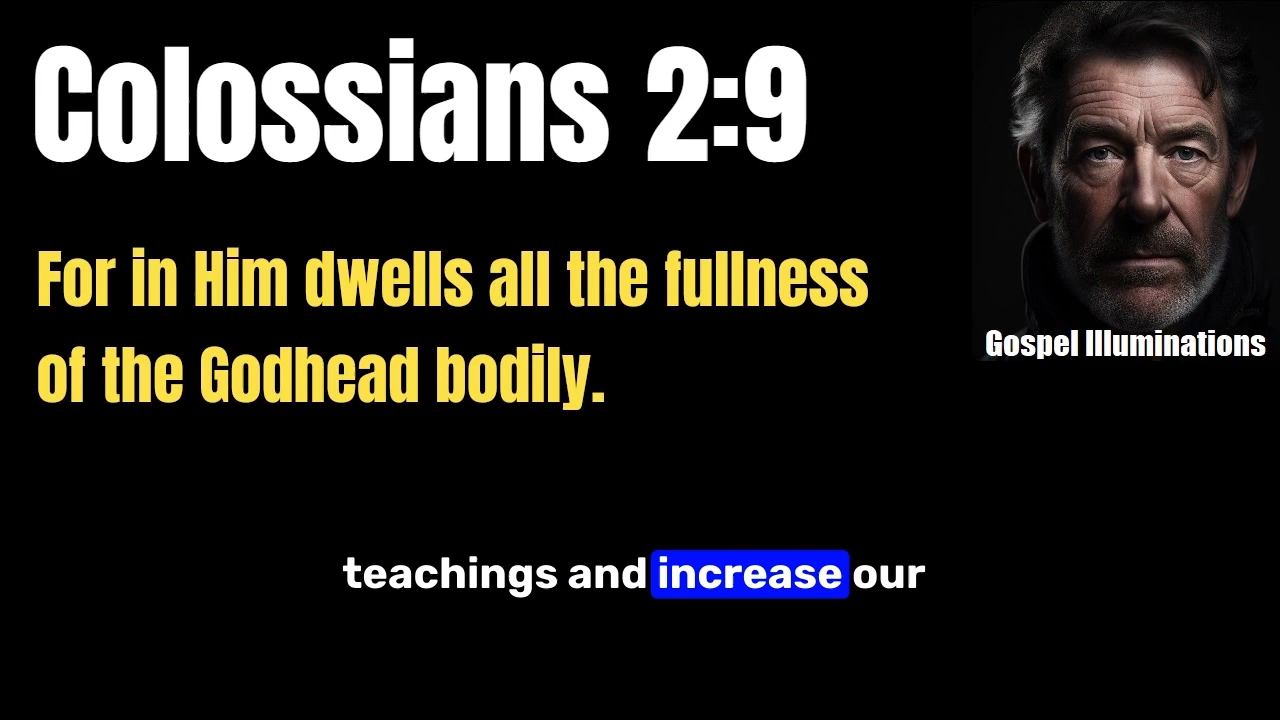 Colossians 2:9
For in Him dwells all the fullness
of the Godhead bodily.
Gospel Illuminations
teachings and increase our